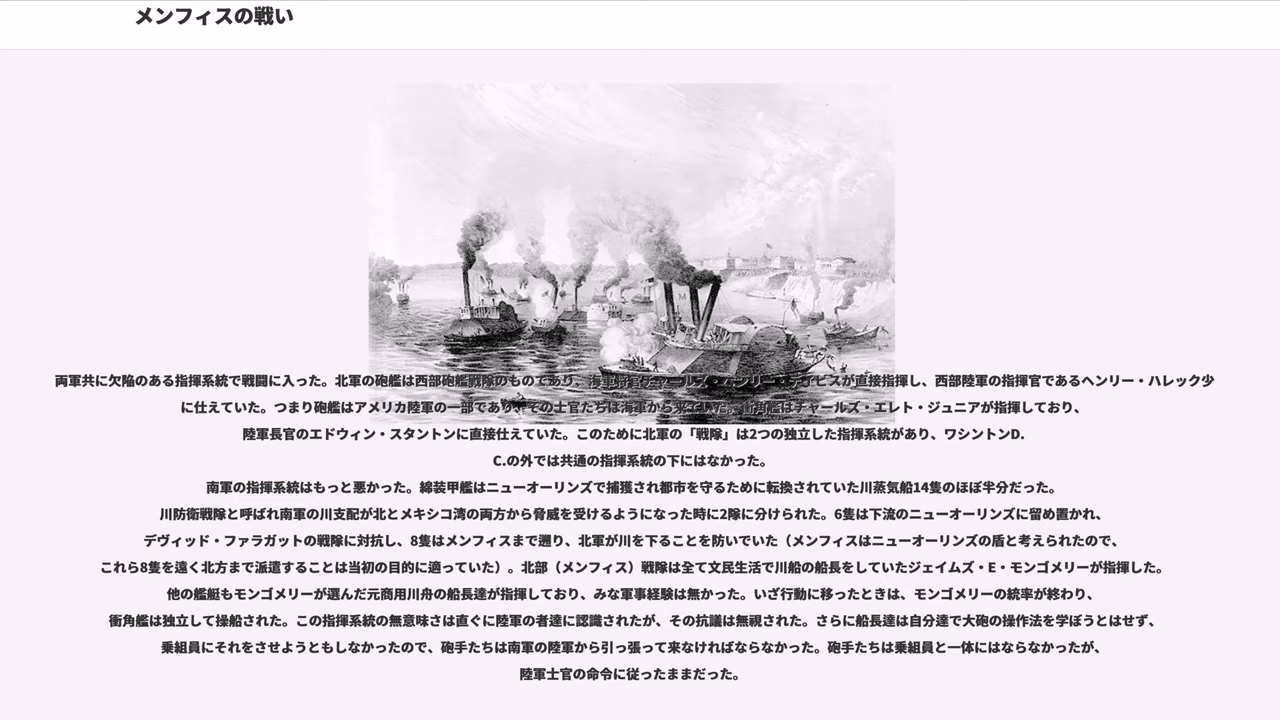 メンフィスの戦い
両軍共に欠陥のある指揮系統で戦闘に入った。北軍の砲艦は西部砲艦戦隊のものであり、海軍将官チャールズ・ヘンリー・デイビスが直接指揮し、西部陸軍の指揮官であるヘンリー・ハレック少
に仕えていた。つまり砲艦はアメリカ陸軍の一部であり、その士官たちは海軍から来ていた。衝角艦はチャールズ・エレト・ジュニアが指揮しており、
陸軍長官のエドウィン・スタントンに直接仕えていた。このために北軍の「戦隊」は2つの独立した指揮系統があり、ワシントンD.
C.の外では共通の指揮系統の下にはなかった。
南軍の指揮系統はもっと悪かった。綿装甲艦はニューオーリンズで捕獲され都市を守るために転換されていた川蒸気船14隻のほぼ半分だった。
川防衛戦隊と呼ばれ南軍の川支配が北とメキシコ湾の両方から脅威を受けるようになった時に2隊に分けられた。6隻は下流のニューオーリンズに留め置かれ、
デヴィッド・ファラガットの戦隊に対抗し、8隻はメンフィスまで遡り、北軍が川を下ることを防いでいた（メンフィスはニューオーリンズの盾と考えられたので、
これら8隻を遠く北方まで派遣することは当初の目的に適っていた）。北部（メンフィス）戦隊は全て文民生活で川船の船長をしていたジェイムズ・E・モンゴメリーが指揮した。
他の艦艇もモンゴメリーが選んだ元商用川舟の船長達が指揮しており、みな軍事経験は無かった。いざ行動に移ったときは、モンゴメリーの統率が終わり、
衝角艦は独立して操船された。この指揮系統の無意味さは直ぐに陸軍の者達に認識されたが、その抗議は無視された。さらに船長達は自分達で大砲の操作法を学ぼうとはせず、
乗組員にそれをさせようともしなかったので、砲手たちは南軍の陸軍から引っ張って来なければならなかった。砲手たちは乗組員と一体にはならなかったが、
陸軍士官の命令に従ったままだった。